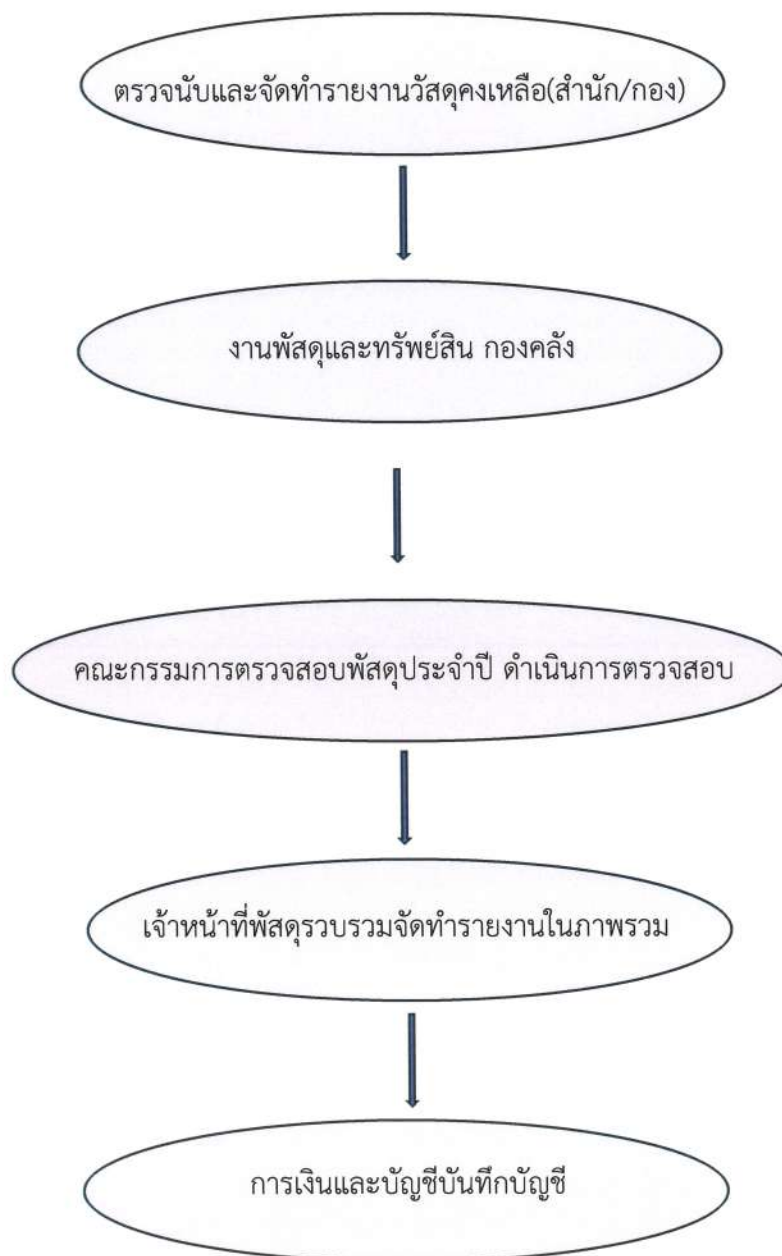 ตรวจนับและจัดทำรายงานวัสดุคงเหลือ(สำนัก/กอง)
งานพัสดุและทรัพย์สิน กองคลัง
คณะกรรมการตรวจสอบพัสดุประจำปี ดำเนินการตรวจสอบ
เจ้าหน้าที่พัสดุรวบรวมจัดทำรายงานในภาพรวม
การเงินและบัญชีบันทึกบัญชี